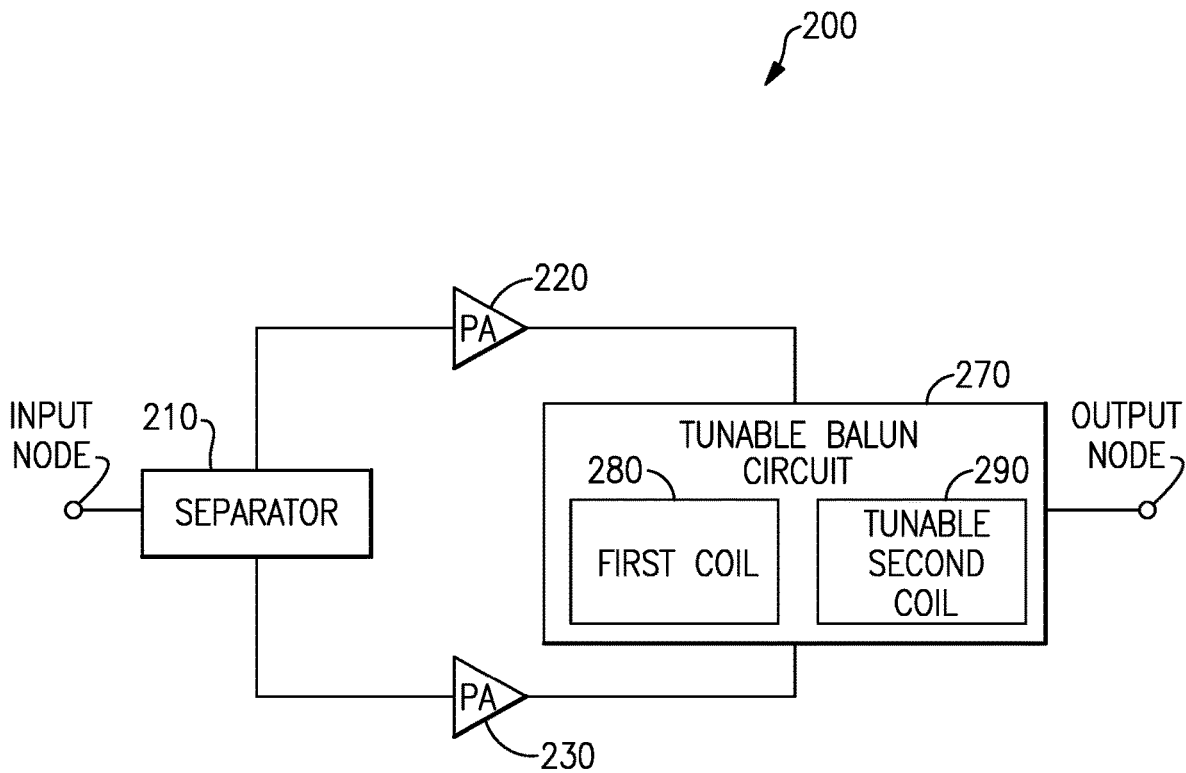 200
220
PA
270
INPUT
NODE
210
SEPARATOR
TUNABLE BALUN
CIRCUIT
OUTPUT
NODE
280
290
FIRST COIL
TUNABLE
SECOND
COIL
PA
230